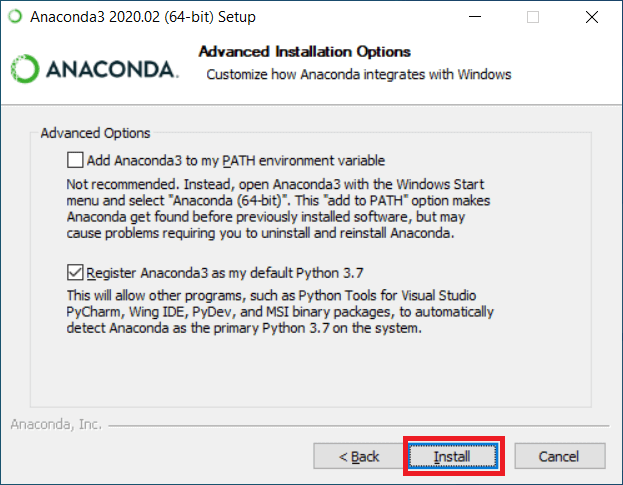 Anaconda3 2020.02 (64-bit) Setup
Advanced Installation Options
ANACONDA.
Customize how Anaconda integrates with Windows
Advanced Options
Add Anaconda3 to my PATH environment variable
Not recommended. Instead, open Anaconda3 with the Windows Start
menu and select "Anaconda (64-bit)". This "add to PATH" option makes
Anaconda get found before previously installed software, but may
cause problems requiring you to uninstall and reinstall Anaconda.
Register Anaconda3 as my default Python 3.7
This will allow other programs, such as Python Tools for Visual Studio
PyCharm, Wing IDE, PyDev, and MSI binary packages, to automatically
detect Anaconda as the primary Python 3.7 on the system.
Anaconda, Inc.
< Back Install Cancel